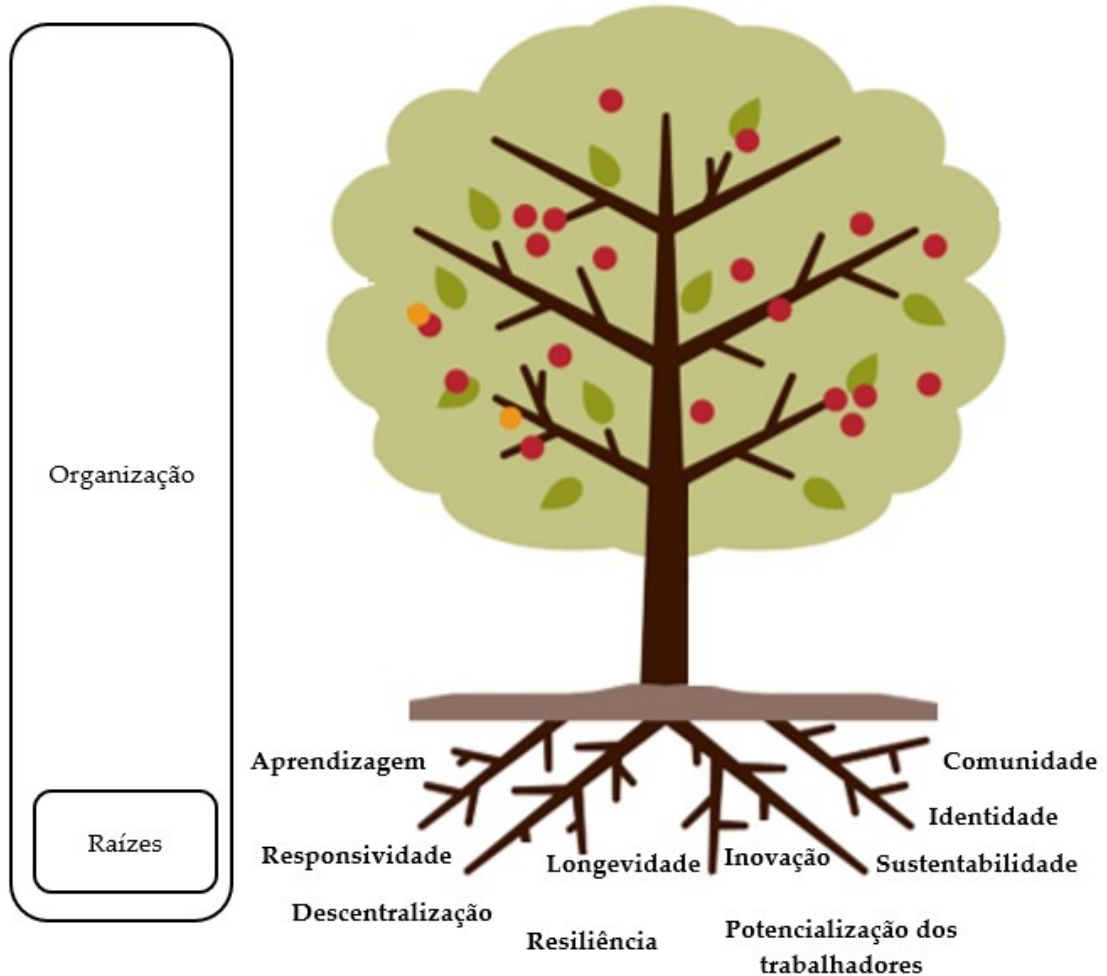 Organização
Raízes
Aprendizagem
Comunidade
Identidade
Responsividade
Longevidade
Inovação
Sustentabilidade
Descentralização
Resiliência
Potencialização dos
trabalhadores